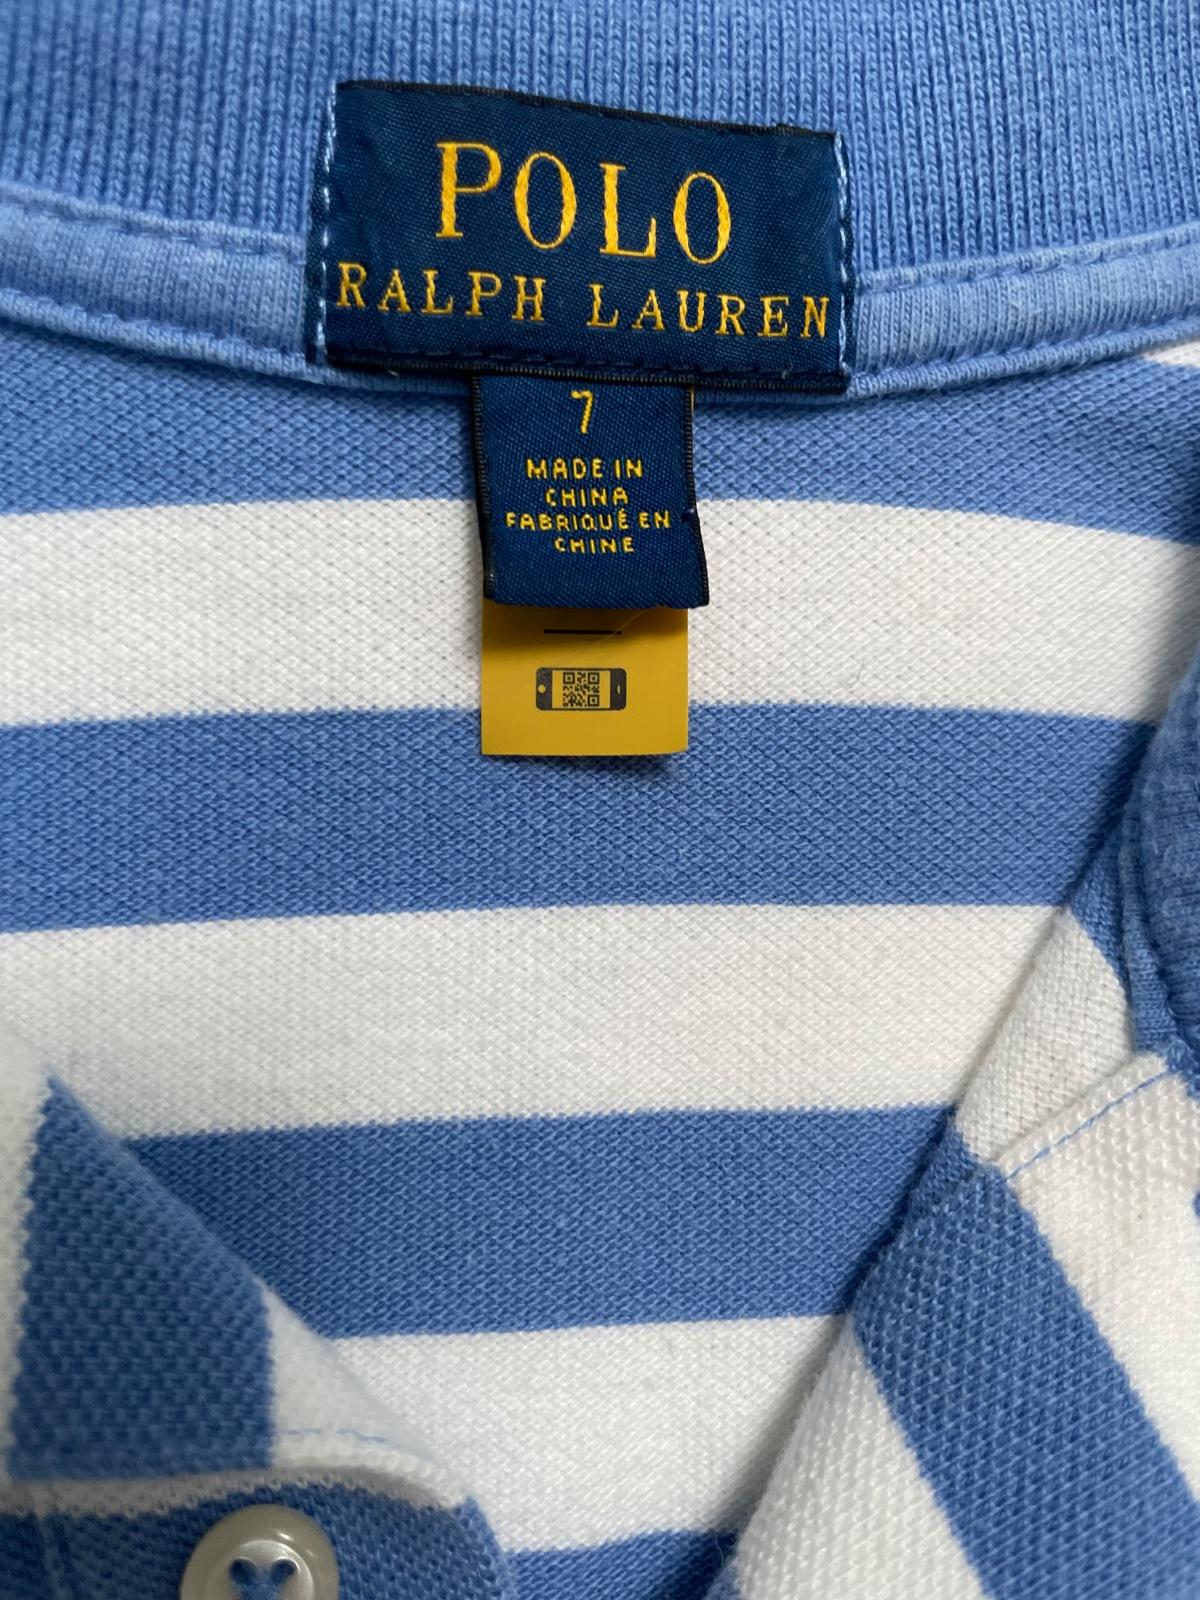 POLO
RALPH LAUREN
7
MADE IN
CHINA
FABRIQUÉ EN
CHINE